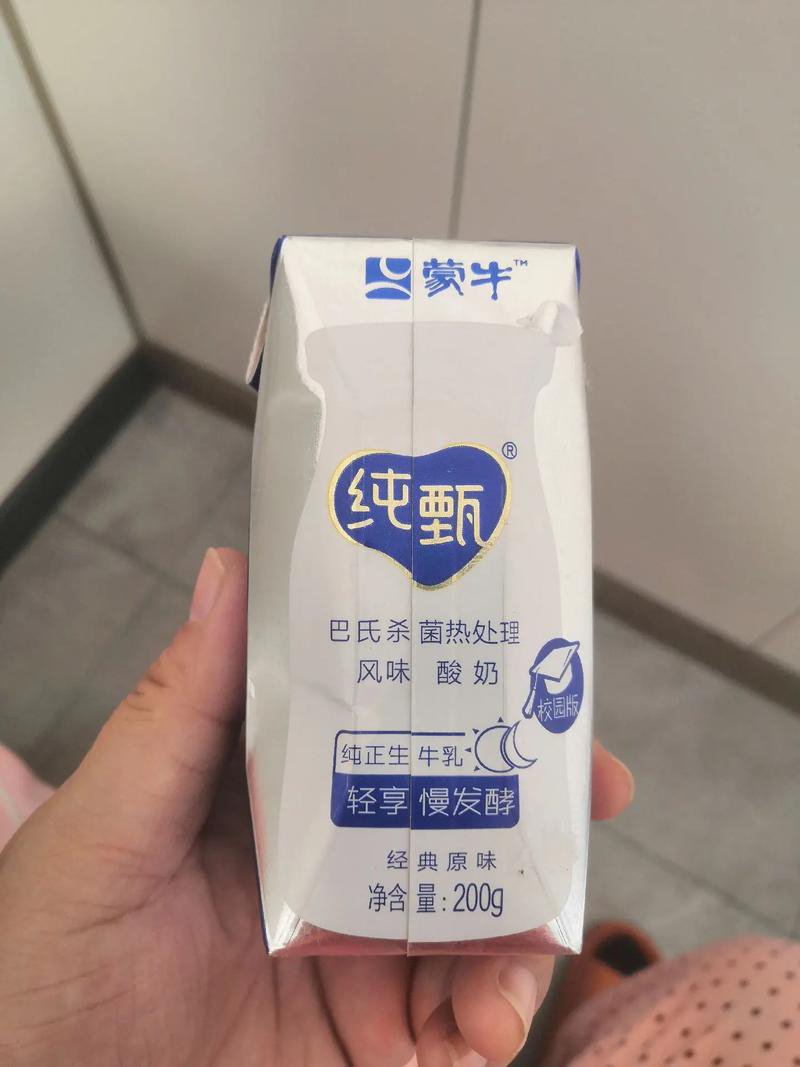 蒙牛™
纯甄®
巴氏杀菌热处理
风味 酸奶
校园版
纯正生牛乳
轻享慢发酵
经典原味
净含量:200g